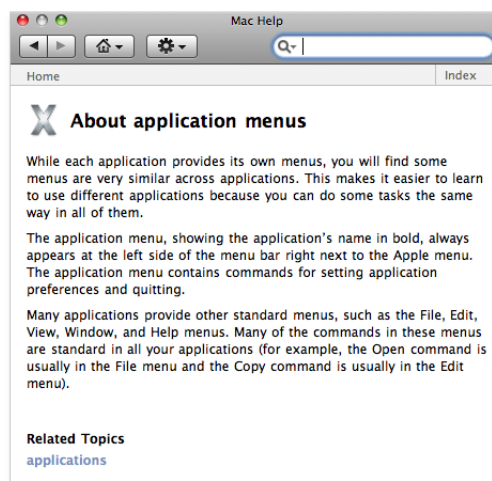 Mac Help
Home
Index
About application menus
While each application provides its own menus, you will find some
menus are very similar across applications. This makes it easier to learn
to use different applications because you can do some tasks the same
way in all of them.
The application menu, showing the application's name in bold, always
appears at the left side of the menu bar right next to the Apple menu.
The application menu contains commands for setting application
preferences and quitting.
Many applications provide other standard menus, such as the File, Edit,
View, Window, and Help menus. Many of the commands in these menus
are standard in all your applications (for example, the Open command is
usually in the File menu and the Copy command is usually in the Edit
menu).
Related Topics
applications